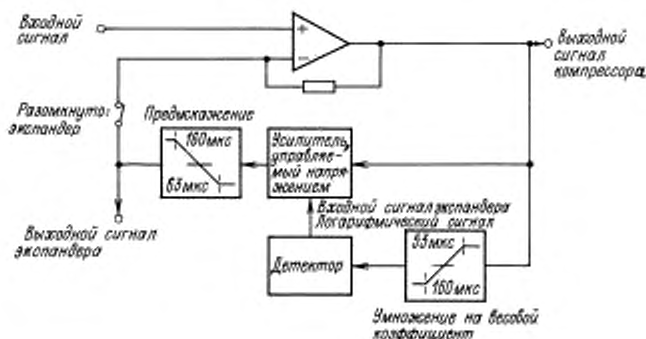 Входной
сигнал
+
−
Выходной
сигнал
компрессора
Разомкнуто:
экспандер
Предыскажение
160 мкс
63 мкс
Усилитель,
управляе-
мый напря-
жением
Входной сигнал экспандера
Логарифмический сигнал
Выходной сигнал
экспандера
Детектор
35 мкс
160 мкс
Умножение на весовой
коэффициент